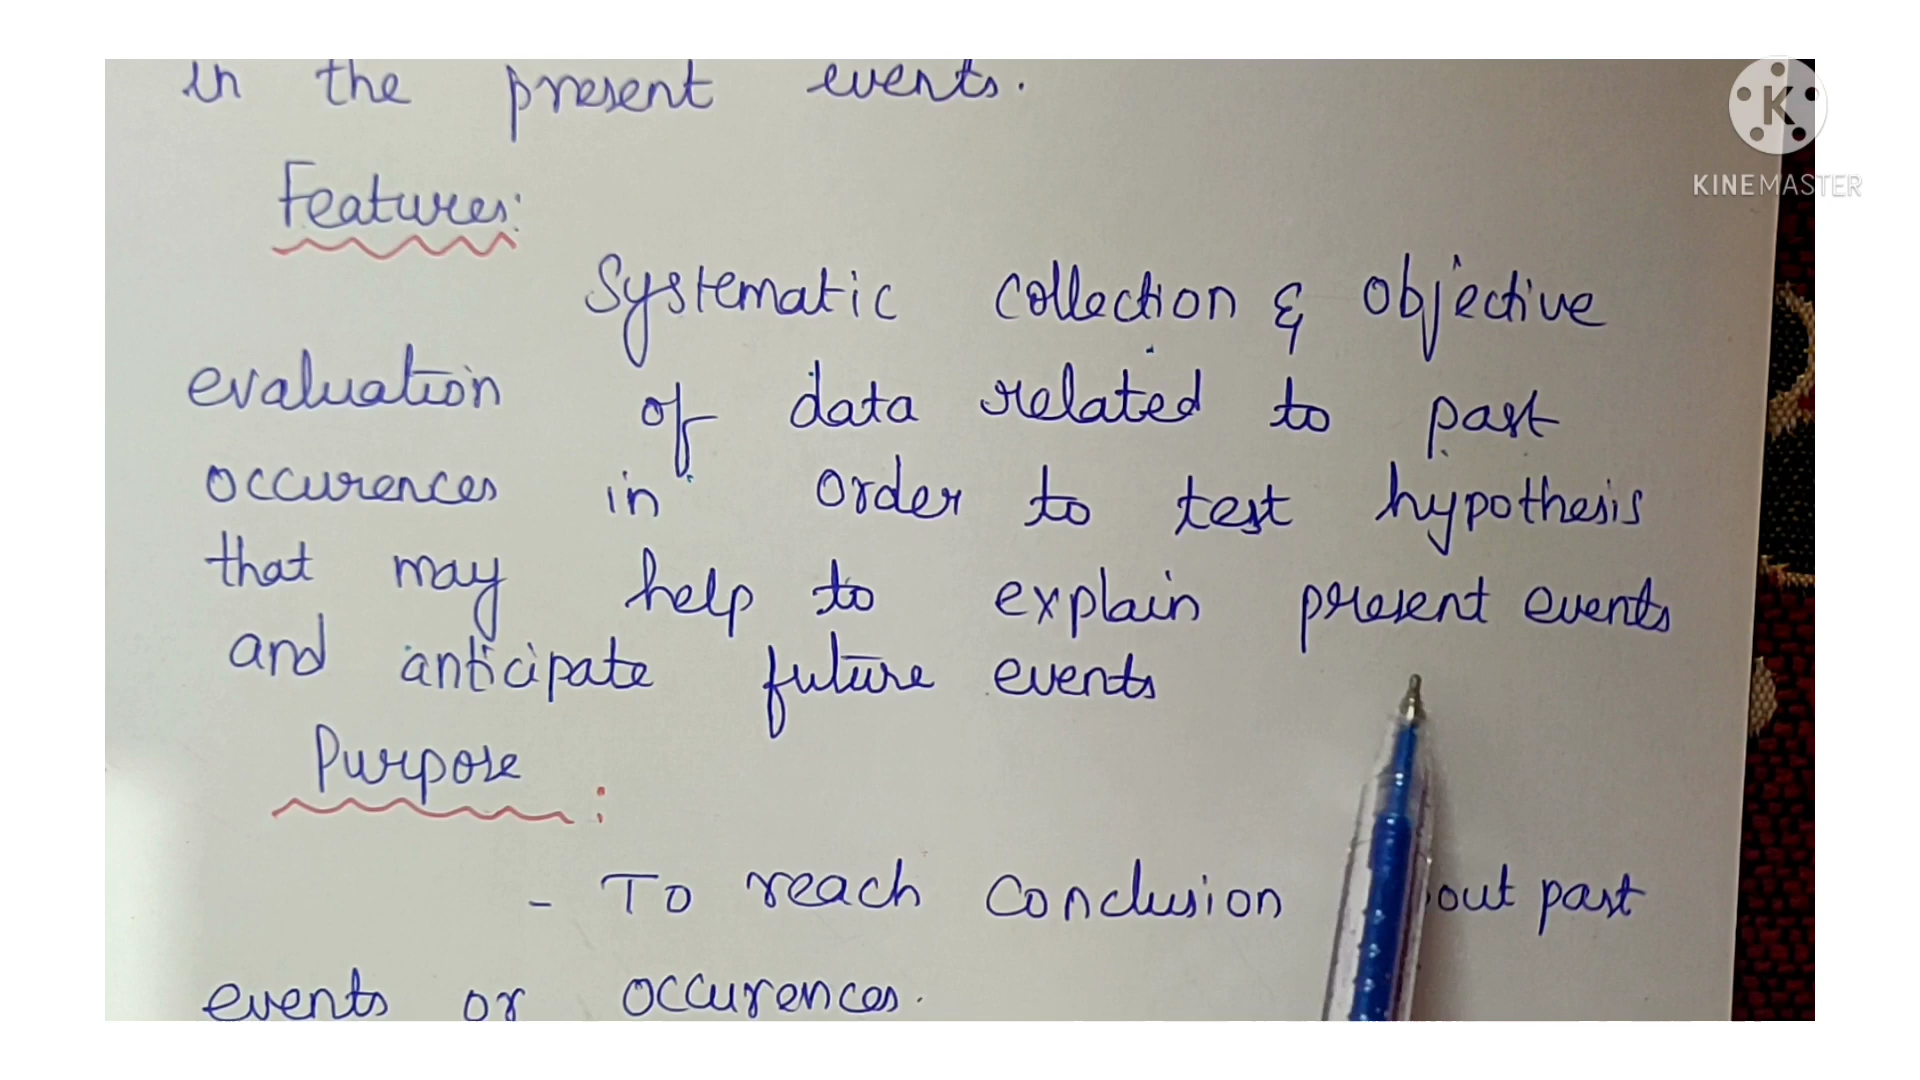 in the present events.
Features:
Systematic collection & objective
evaluation of data related to past
occurences in order to test hypothesis
that may help to explain present events
and anticipate future events
Purpose :
- To reach conclusion out past
events or occurences.
KINEMASTER